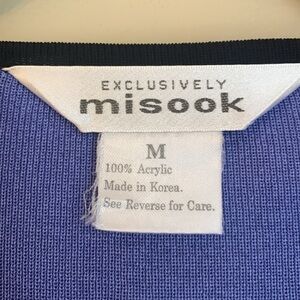 EXCLUSIVELY
misook
M
100% Acrylic
Made in Korea.
See Reverse for Care.